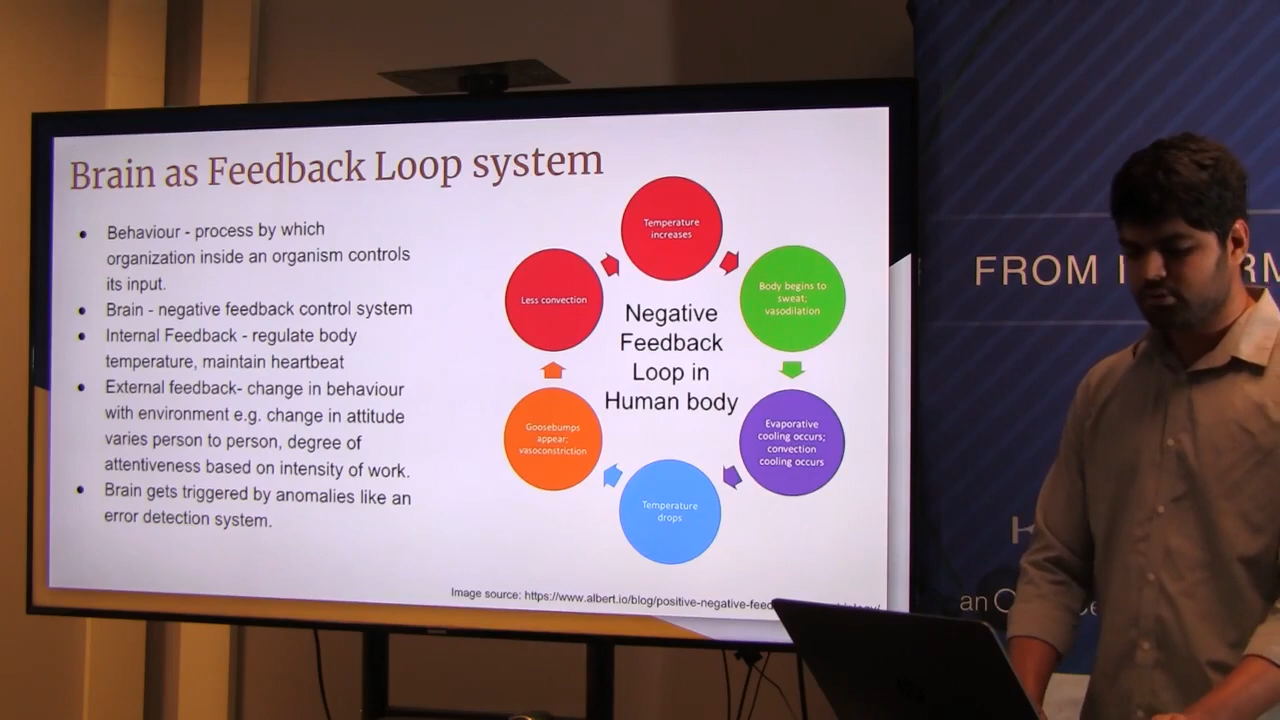 Brain as Feedback Loop system
Behaviour - process by which
organization inside an organism controls
its input.
Brain - negative feedback control system
Internal Feedback - regulate body
temperature, maintain heartbeat
External feedback- change in behaviour
with environment e.g. change in attitude
varies person to person, degree of
attentiveness based on intensity of work.
Brain gets triggered by anomalies like an
error detection system.
Temperature
increases
Body begins to
sweat;
vasodilation
Evaporative
cooling occurs;
convection
cooling occurs
Temperature
drops
Goosebumps
appear;
vasoconstriction
Less convection
Negative
Feedback
Loop in
Human body
Image source: https://www.albert.io/blog/positive-negative-feed
FROM
an